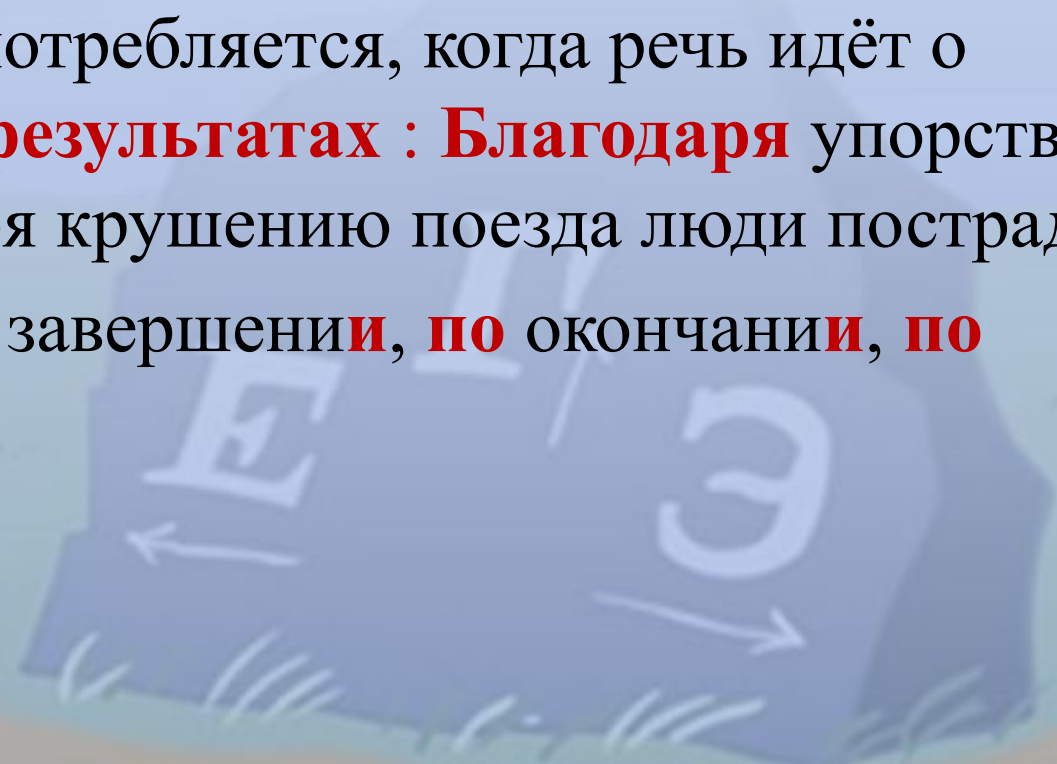 потребляется, когда речь идёт о
результатах : Благодаря упорств
я крушению поезда люди пострад
завершении, по окончании, по
Г
Е
Э